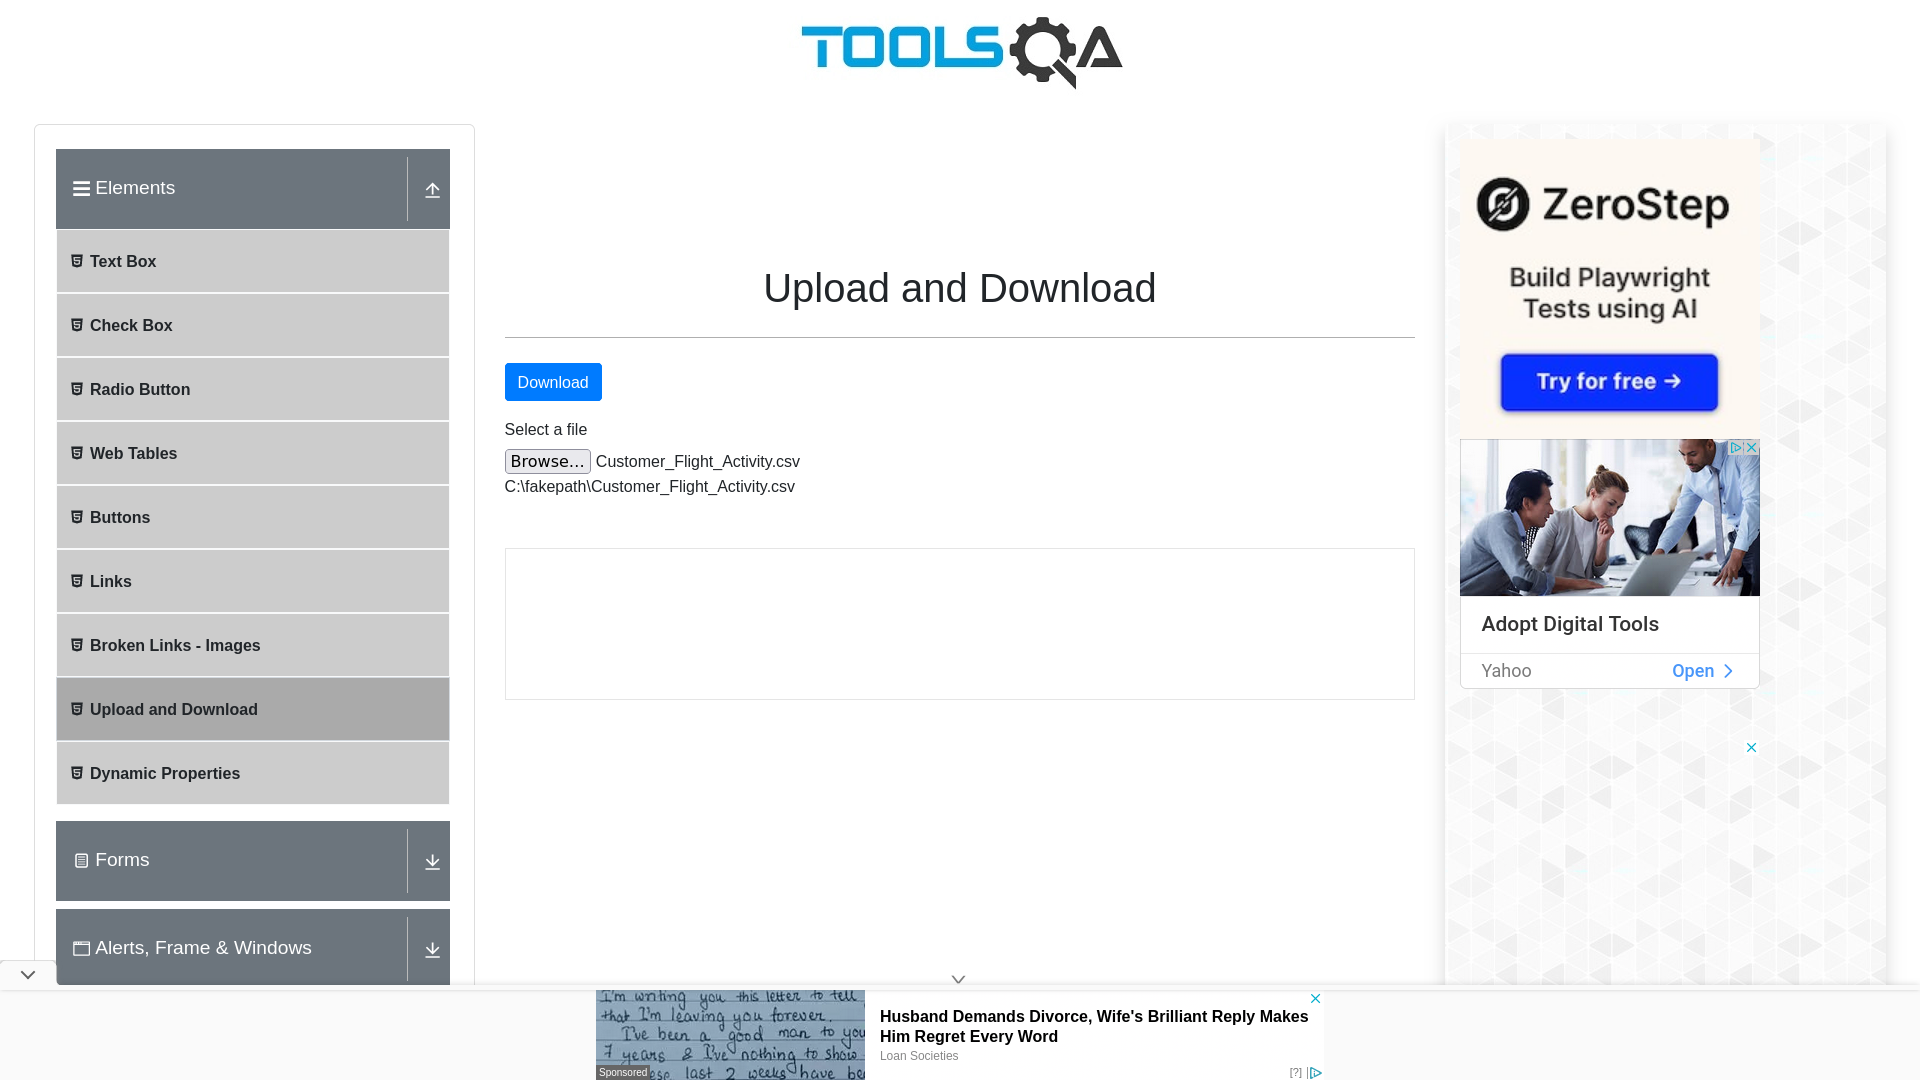 TOOLSQA
Elements
Text Box
Check Box
Radio Button
Web Tables
Buttons
Links
Broken Links - Images
Upload and Download
Dynamic Properties
Forms
Alerts, Frame & Windows
Upload and Download
Download
Select a file
Browse... Customer_Flight_Activity.csv
C:\fakepath\Customer_Flight_Activity.csv
ZeroStep
Build Playwright
Tests using AI
Try for free →
Adopt Digital Tools
Yahoo Open
I'm writing you this letter to tell
that I'm leaving you forever.
I've been a good man to you
7 years & I've nothing to show
last 2 weeks have
Sponsored
Husband Demands Divorce, Wife's Brilliant Reply Makes
Him Regret Every Word
Loan Societies
[?]